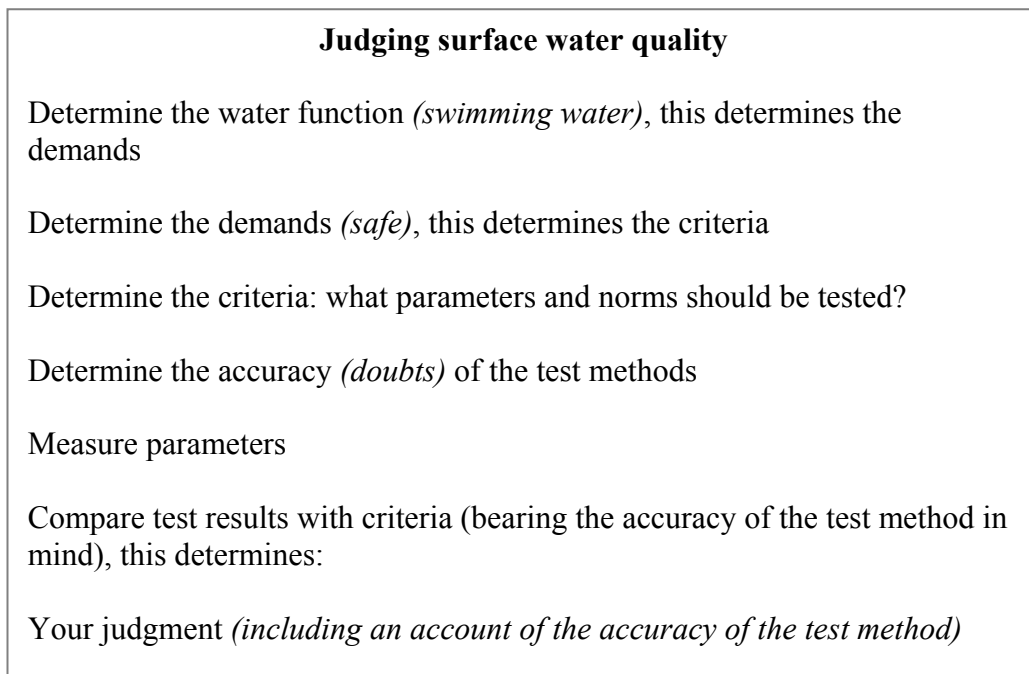 Judging surface water quality
Determine the water function (swimming water), this determines the
demands
Determine the demands (safe), this determines the criteria
Determine the criteria: what parameters and norms should be tested?
Determine the accuracy (doubts) of the test methods
Measure parameters
Compare test results with criteria (bearing the accuracy of the test method in
mind), this determines:
Your judgment (including an account of the accuracy of the test method)